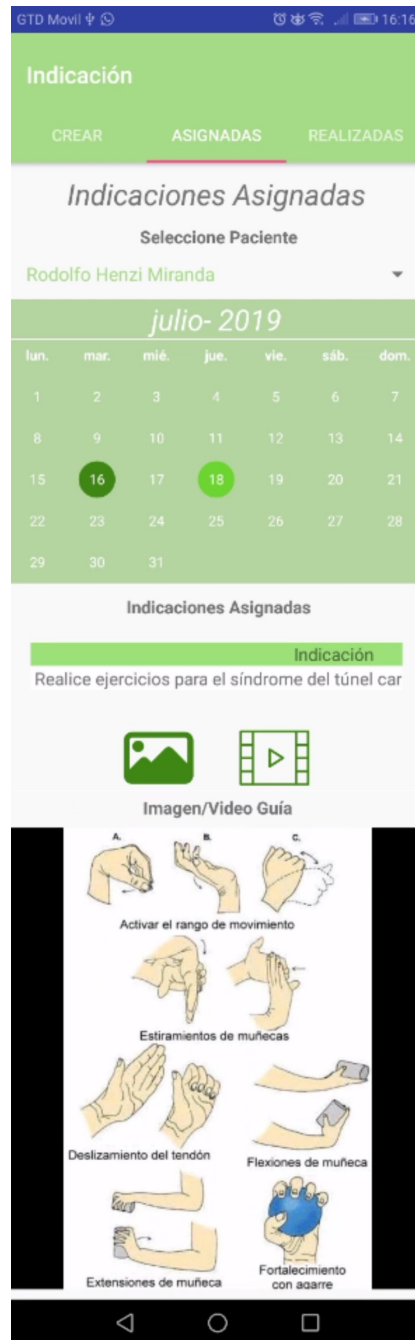 GTD Movil 16:16
Indicación
CREAR ASIGNADAS REALIZADAS
Indicaciones Asignadas
Seleccione Paciente
Rodolfo Henzi Miranda
julio- 2019
lun. mar. mié. jue. vie. sáb. dom.
1 2 3 4 5 6 7
8 9 10 11 12 13 14
15 16 17 18 19 20 21
22 23 24 25 26 27 28
29 30 31
Indicaciones Asignadas
Indicación
Realice ejercicios para el síndrome del túnel car
Imagen/Video Guía
A. B. C.
Activar el rango de movimiento
Estiramientos de muñecas
Deslizamiento del tendón
Flexiones de muñeca
Extensiones de muñeca
Fortalecimiento
con agarre